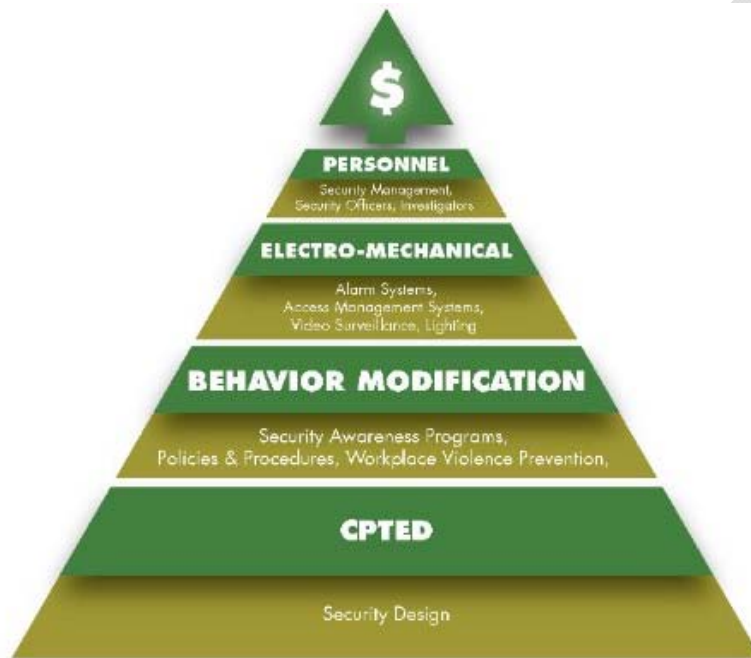 $
PERSONNEL
Security Management,
Security Officers, Investigators
ELECTRO-MECHANICAL
Alarm Systems,
Access Management Systems,
Video Surveillance, Lighting
BEHAVIOR MODIFICATION
Security Awareness Programs,
Policies & Procedures, Workplace Violence Prevention,
CPTED
Security Design